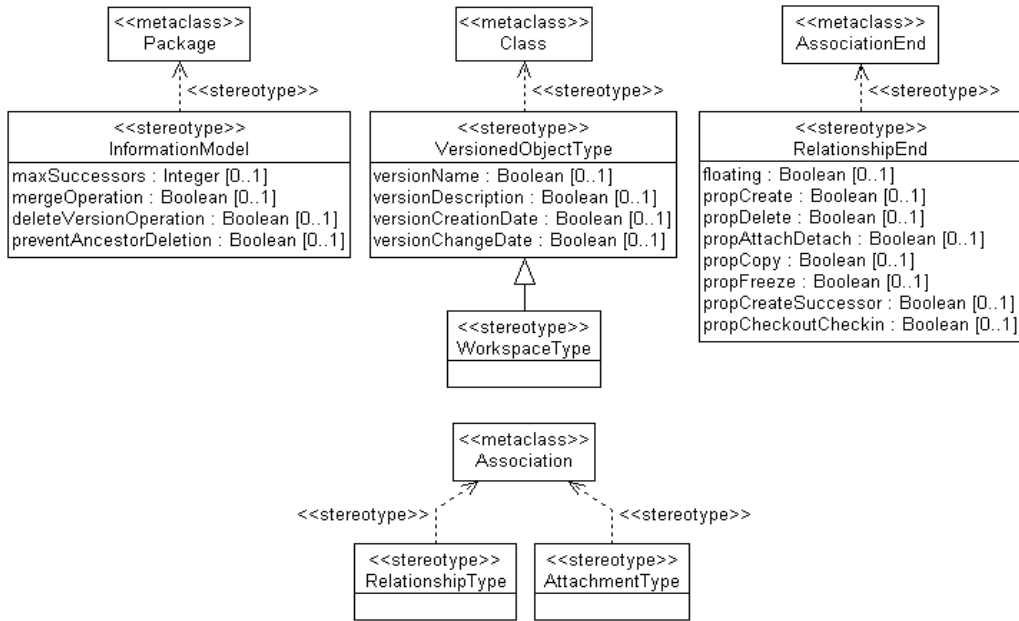 <<metaclass>>
Package
<<stereotype>>
<<stereotype>>
InformationModel
maxSuccessors : Integer [0..1]
mergeOperation : Boolean [0..1]
deleteVersionOperation : Boolean [0..1]
preventAncestorDeletion : Boolean [0..1]
<<metaclass>>
Class
<<stereotype>>
<<stereotype>>
VersionedObjectType
versionName : Boolean [0..1]
versionDescription : Boolean [0..1]
versionCreationDate : Boolean [0..1]
versionChangeDate : Boolean [0..1]
<<stereotype>>
WorkspaceType
<<metaclass>>
AssociationEnd
<<stereotype>>
<<stereotype>>
RelationshipEnd
floating : Boolean [0..1]
propCreate : Boolean [0..1]
propDelete : Boolean [0..1]
propAttachDetach : Boolean [0..1]
propCopy : Boolean [0..1]
propFreeze : Boolean [0..1]
propCreateSuccessor : Boolean [0..1]
propCheckoutCheckin : Boolean [0..1]
<<metaclass>>
Association
<<stereotype>>
<<stereotype>>
<<stereotype>>
RelationshipType
<<stereotype>>
AttachmentType